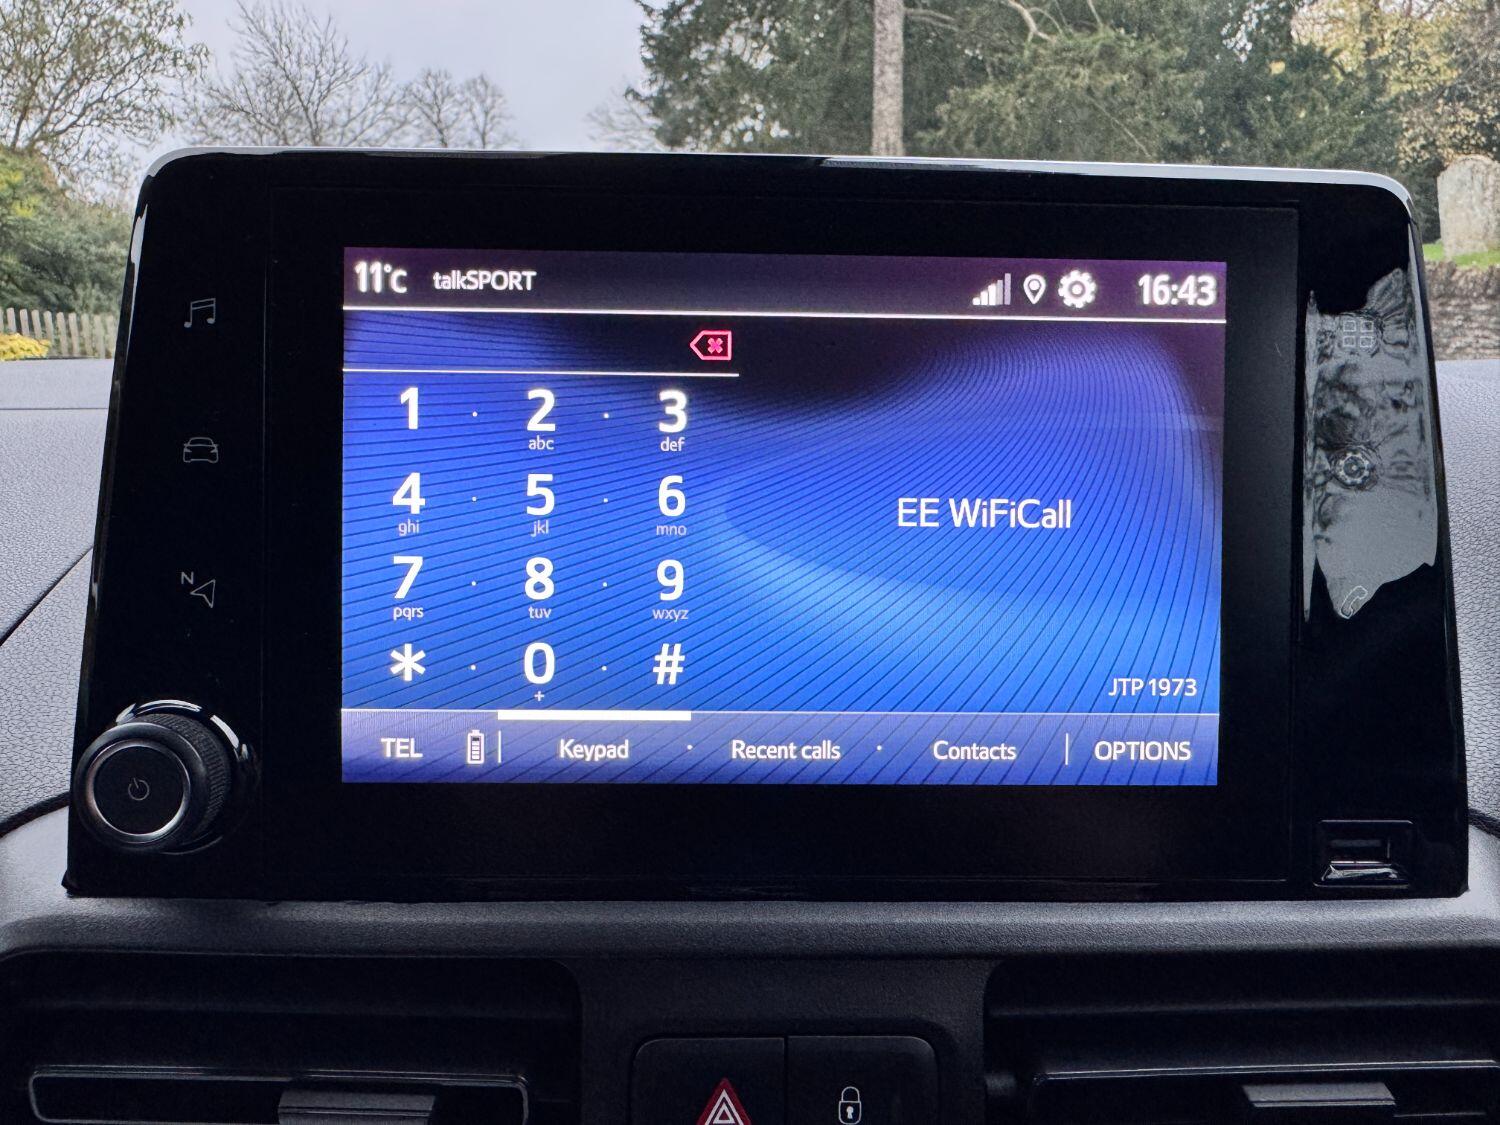 11°c talkSPORT 16:43
1 · 2 · 3
abc def
4 · 5 · 6
ghi jkl mno
EE WiFiCall
7 · 8 · 9
pqrs tuv wxyz
* · 0 · #
+
JTP 1973
TEL | Keypad · Recent calls · Contacts | OPTIONS
N